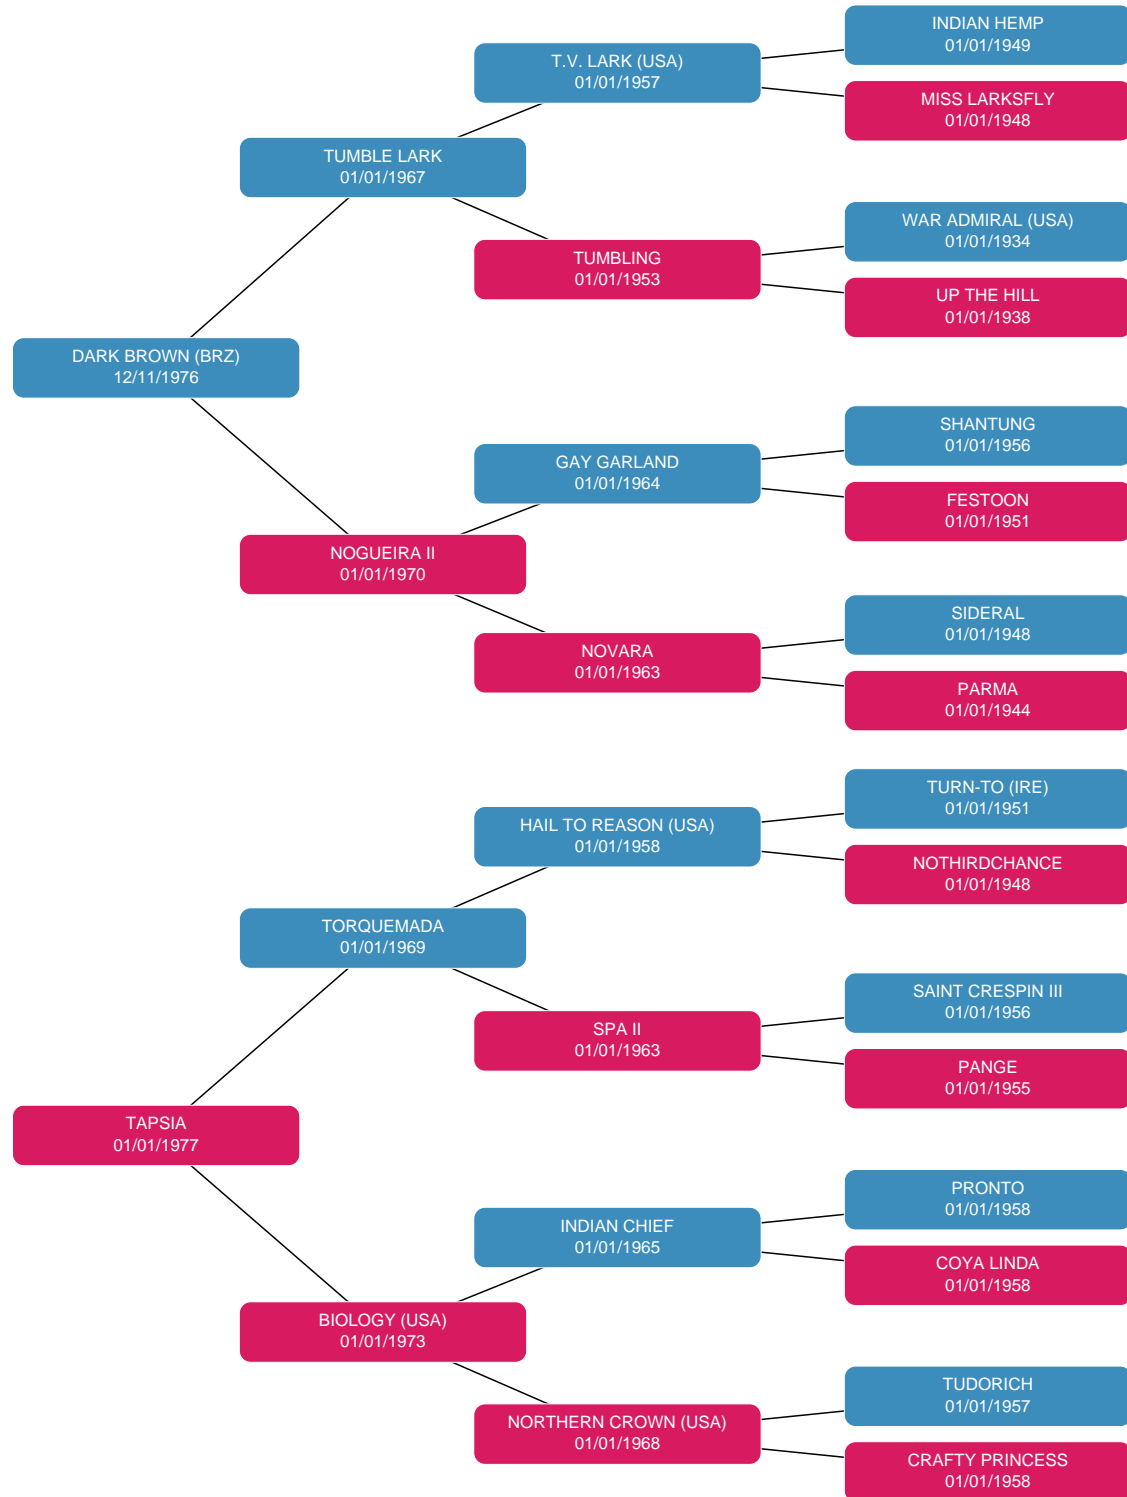 INDIAN HEMP
01/01/1949
T.V. LARK (USA)
01/01/1957
MISS LARKSFLY
01/01/1948
TUMBLE LARK
01/01/1967
WAR ADMIRAL (USA)
01/01/1934
TUMBLING
01/01/1953
UP THE HILL
01/01/1938
DARK BROWN (BRZ)
12/11/1976
SHANTUNG
01/01/1956
GAY GARLAND
01/01/1964
FESTOON
01/01/1951
NOGUEIRA II
01/01/1970
SIDERAL
01/01/1948
NOVARA
01/01/1963
PARMA
01/01/1944
TURN-TO (IRE)
01/01/1951
HAIL TO REASON (USA)
01/01/1958
NOTHIRDCHANCE
01/01/1948
TORQUEMADA
01/01/1969
SAINT CRESPIN III
01/01/1956
SPA II
01/01/1963
PANGE
01/01/1955
TAPSIA
01/01/1977
PRONTO
01/01/1958
INDIAN CHIEF
01/01/1965
COYA LINDA
01/01/1958
BIOLOGY (USA)
01/01/1973
TUDORICH
01/01/1957
NORTHERN CROWN (USA)
01/01/1968
CRAFTY PRINCESS
01/01/1958